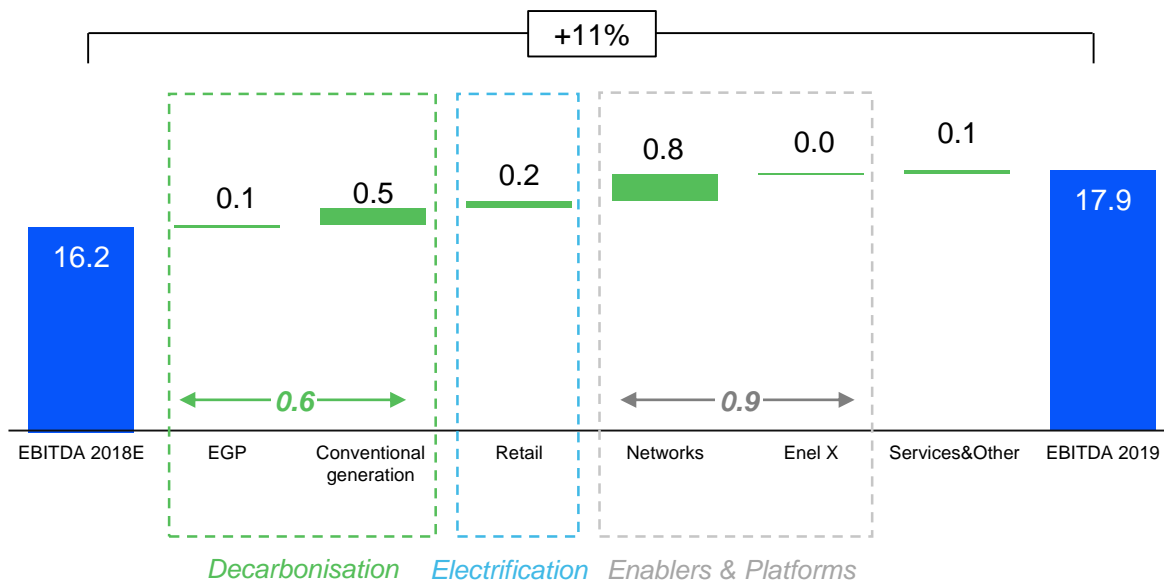 +11%
0.1
0.5
0.2
0.8
0.0
0.1
16.2
17.9
0.6
0.9
EBITDA 2018E
EGP
Conventional
generation
Retail
Networks
Enel X
Services&Other
EBITDA 2019
Decarbonisation
Electrification
Enablers & Platforms